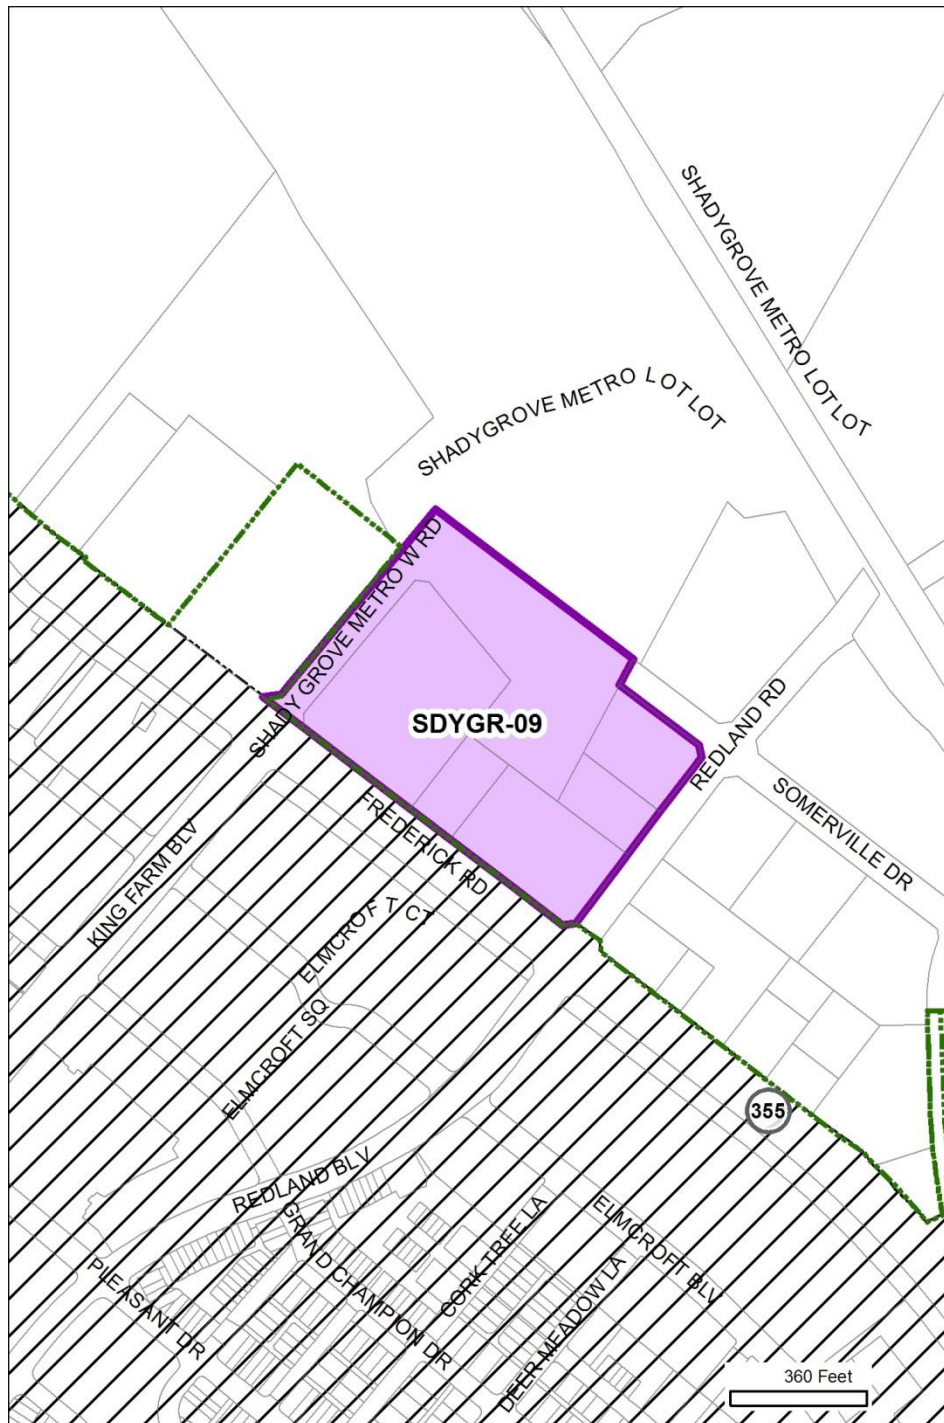 SHADYGROVE METRO LOT LOT
SHADYGROVE METRO LOT LOT
SHADY GROVE METRO W RD
SDYGR-09
REDLAND RD
SOMERVILLE DR
FREDERICK RD
KING FARM BLV
ELMCROFT CT
ELMCROFT SQ
355
REDLAND BLV
GRAND CHAMPION DR
CORK TREE LA
ELMCROFT BLV
DEER MEADOW LA
PLEASANT DR
360 Feet